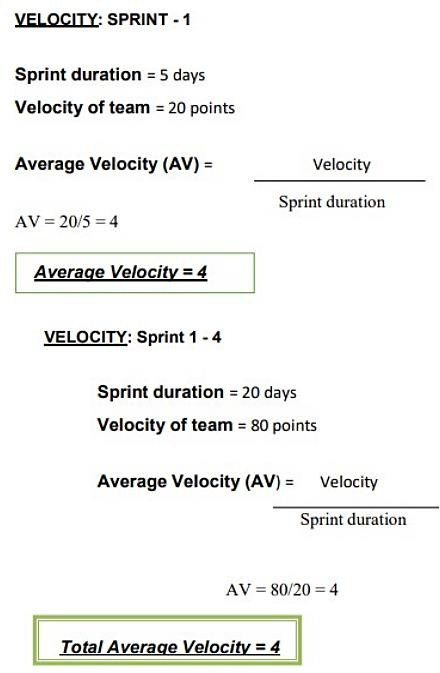 VELOCITY: SPRINT - 1
Sprint duration = 5 days
Velocity of team = 20 points
Average Velocity (AV) = Velocity
Sprint duration
AV = 20/5 = 4
Average Velocity = 4
VELOCITY: Sprint 1 - 4
Sprint duration = 20 days
Velocity of team = 80 points
Average Velocity (AV) = Velocity
Sprint duration
AV = 80/20 = 4
Total Average Velocity = 4